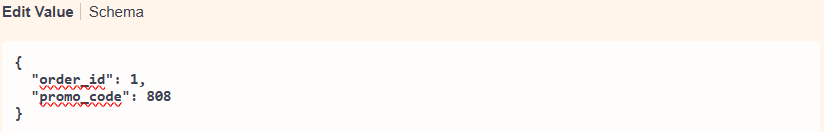 Edit Value Schema
{
  "order_id": 1,
  "promo_code": 808
}